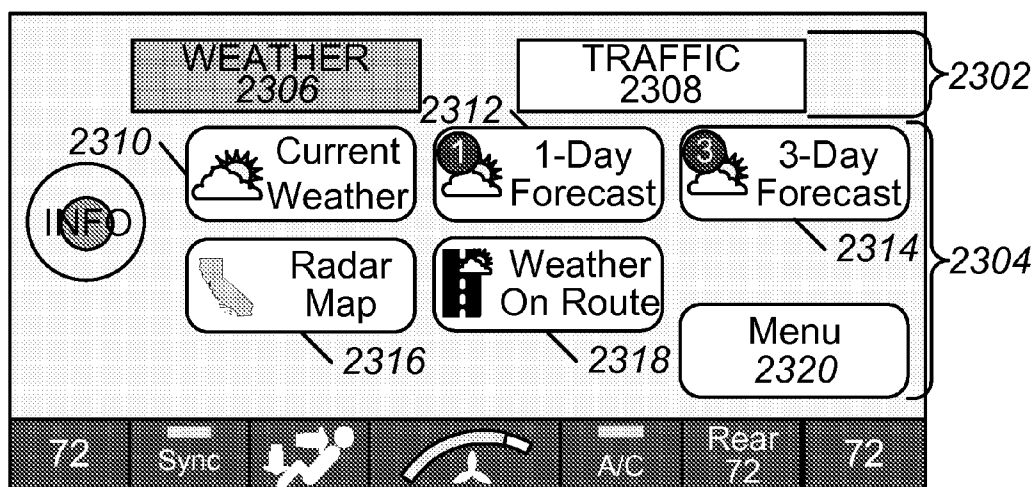 WEATHER
2306
TRAFFIC
2308
2302
2312
2310
Current
Weather
1
1-Day
Forecast
3
3-Day
Forecast
INFO
2314
2304
Radar
Map
Weather
On Route
2316
2318
Menu
2320
72
Sync
A/C
Rear
72
72